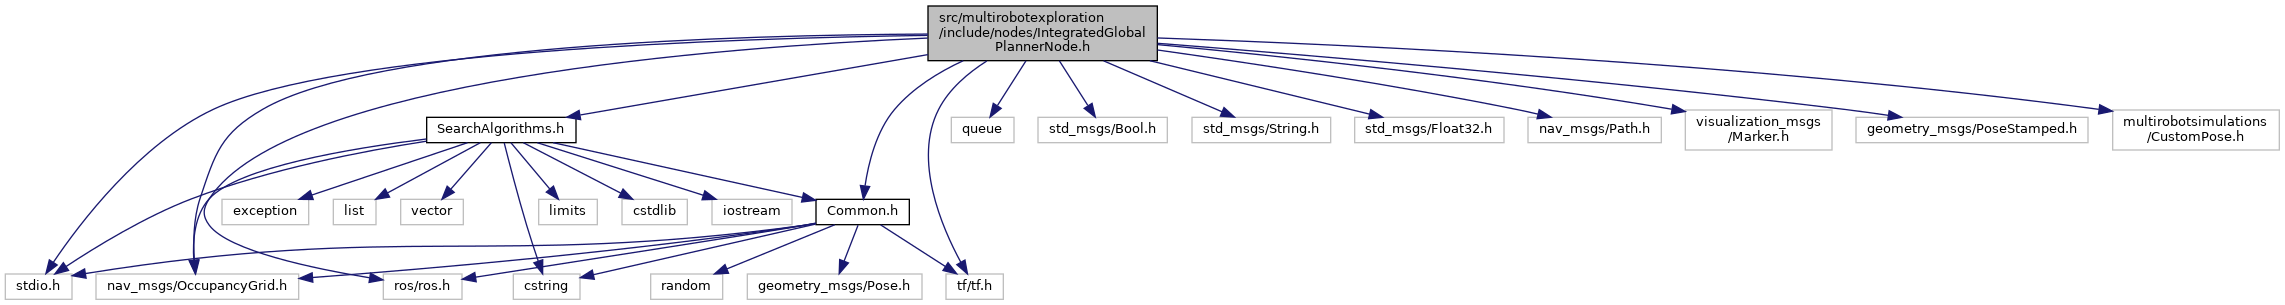 src/multirobotexploration
/include/nodes/IntegratedGlobal
PlannerNode.h
SearchAlgorithms.h
queue
std_msgs/Bool.h
std_msgs/String.h
std_msgs/Float32.h
nav_msgs/Path.h
visualization_msgs
/Marker.h
geometry_msgs/PoseStamped.h
multirobotsimulations
/CustomPose.h
exception
list
vector
limits
cstdlib
iostream
Common.h
stdio.h
nav_msgs/OccupancyGrid.h
ros/ros.h
cstring
random
geometry_msgs/Pose.h
tf/tf.h